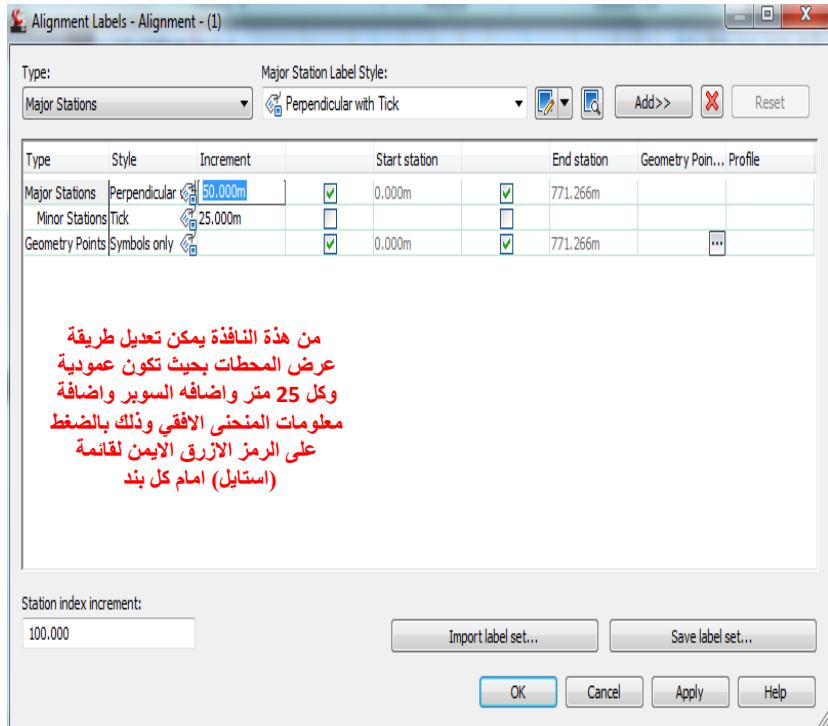 Alignment Labels - Alignment - (1)
Type:
Major Station Label Style:
Major Stations
Perpendicular with Tick
Add>>
Reset
Type Style Increment Start station End station Geometry Poin... Profile
Major Stations Perpendicular 50.000m 0.000m 771.266m
Minor Stations Tick 25.000m
Geometry Points Symbols only 0.000m 771.266m ...
من هذة النافذة يمكن تعديل طريقة
عرض المحطات بحيث تكون عمودية
وكل 25 متر واضافه السوبر واضافة
معلومات المنحنى الافقي وذلك بالضغط
على الرمز الازرق الايمن لقائمة
(استايل) امام كل بند
Station index increment:
100.000
Import label set...
Save label set...
OK
Cancel
Apply
Help